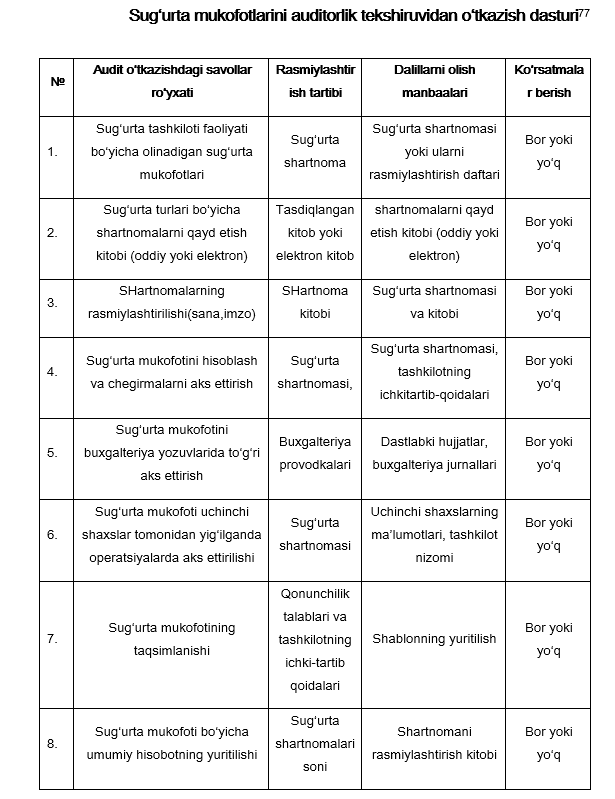 Sug‘urta mukofotlarini auditorlik tekshiruvidan o‘tkazish dasturi77
№
Audit o‘tkazishdagi savollar
ro‘yxati
Rasmiylashtir
ish tartibi
Dalillarni olish
manbaalari
Ko‘rsatmala
r berish
1.
Sug‘urta tashkiloti faoliyati
bo‘yicha olinadigan sug‘urta
mukofotlari
Sug‘urta
shartnoma
Sug‘urta shartnomasi
yoki ularni
rasmiylashtirish daftari
Bor yoki
yo‘q
2.
Sug‘urta turlari bo‘yicha
shartnomalarni qayd etish
kitobi (oddiy yoki elektron)
Tasdiqlangan
kitob yoki
elektron kitob
shartnomalarni qayd
etish kitobi (oddiy yoki
elektron)
Bor yoki
yo‘q
3.
SHartnomalarning
rasmiylashtirilishi(sana,imzo)
SHartnoma
kitobi
Sug‘urta shartnomasi
va kitobi
Bor yoki
yo‘q
4.
Sug‘urta mukofotini hisoblash
va chegirmalarni aks ettirish
Sug‘urta
shartnomasi,
Sug‘urta shartnomasi,
tashkilotning
ichkitartib-qoidalari
Bor yoki
yo‘q
5.
Sug‘urta mukofotini
buxgalteriya yozuvlarida to‘g‘ri
aks ettirish
Buxgalteriya
provodkalari
Dastlabki hujjatlar,
buxgalteriya jurnallari
Bor yoki
yo‘q
6.
Sug‘urta mukofoti uchinchi
shaxslar tomonidan yig‘ilganda
operatsiyalarda aks ettirilishi
Sug‘urta
shartnomasi
Uchinchi shaxslarning
ma’lumotlari, tashkilot
nizomi
Bor yoki
yo‘q
7.
Sug‘urta mukofotining
taqsimlanishi
Qonunchilik
talablari va
tashkilotning
ichki-tartib
qoidalari
Shablonning yuritilish
Bor yoki
yo‘q
8.
Sug‘urta mukofoti bo‘yicha
umumiy hisobotning yuritilishi
Sug‘urta
shartnomalari
soni
Shartnomani
rasmiylashtirish kitobi
Bor yoki
yo‘q